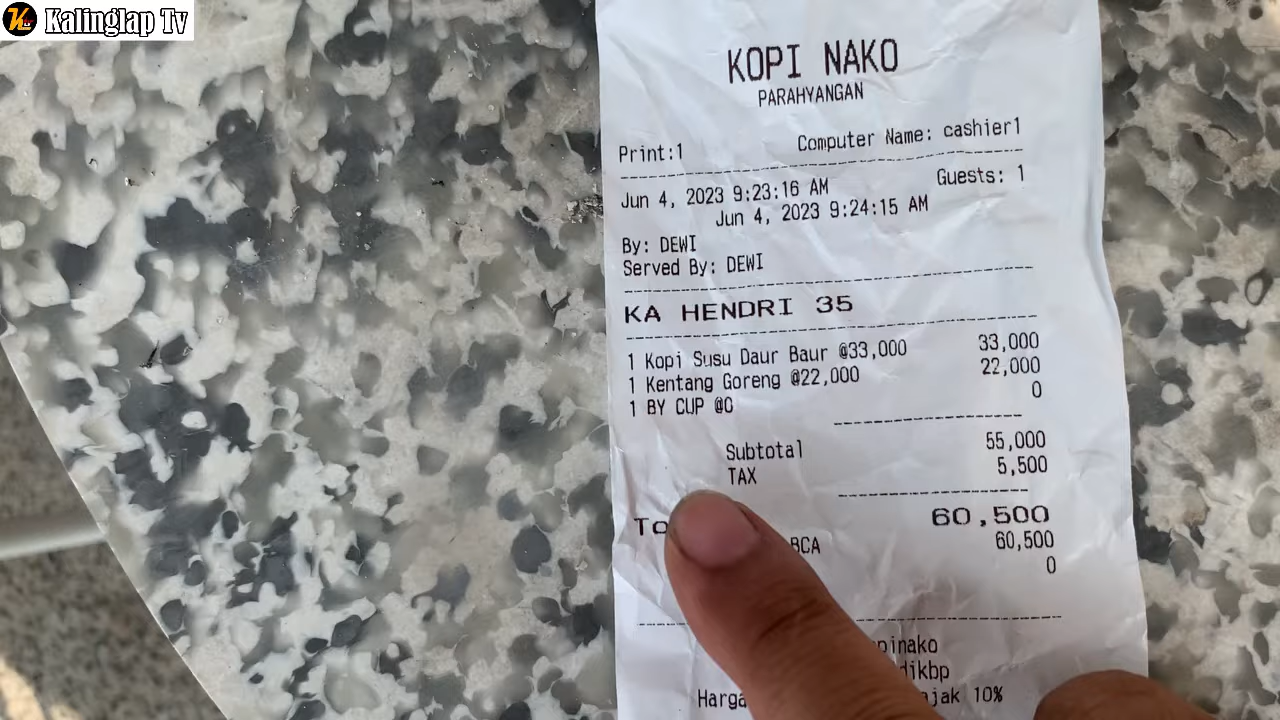 Kalinglap Tv
KOPI NAKO
PARAHYANGAN
Print:1 Computer Name: cashier1
Jun 4, 2023 9:23:16 AM Guests: 1
Jun 4, 2023 9:24:15 AM
By: DEWI
Served By: DEWI
KA HENDRI 35
1 Kopi Susu Daur Baur @33,000 33,000
1 Kentang Goreng @22,000 22,000
1 BY CUP @0 0
Subtotal 55,000
TAX 5,500
60,500
BCA 60,500
0
10%